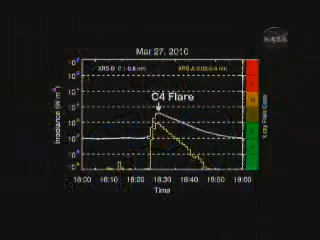 NASA
Mar 27, 2010
XRS-B 0.1-0.8 nm XRS-A 0.05-0.4 nm
C4 Flare
Irradiance (W m
X-ray Flare Class
18:00 18:10 18:20 18:30 18:40 18:50 19:00
Time